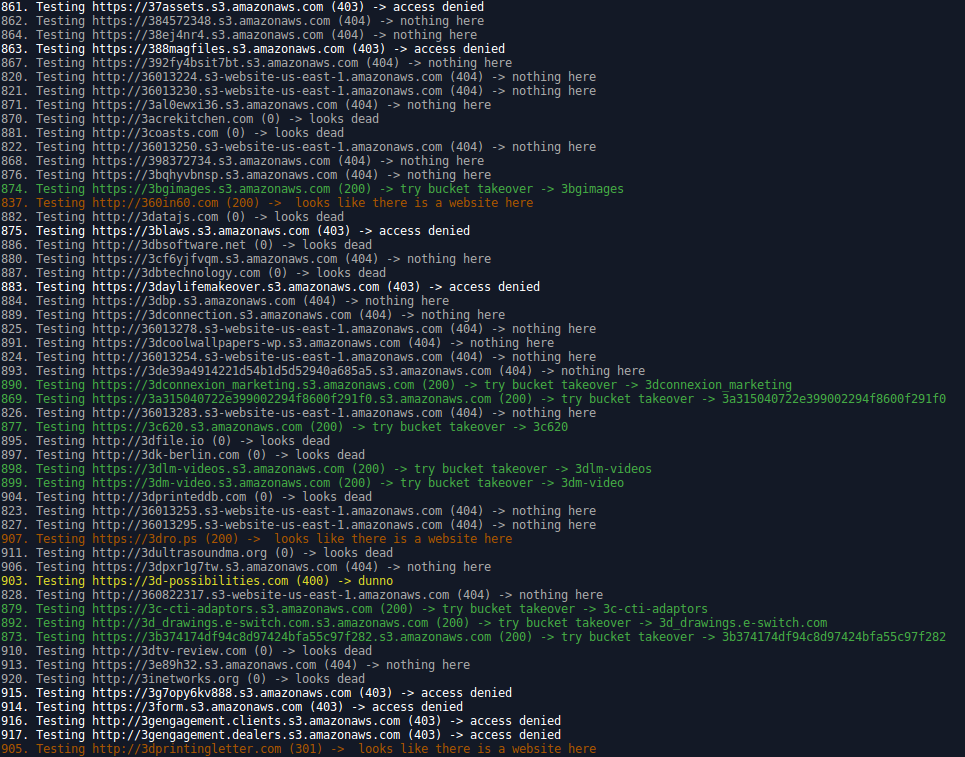 861. Testing https://37assets.s3.amazonaws.com (403) -> access denied
862. Testing https://384572348.s3.amazonaws.com (404) -> nothing here
864. Testing https://38ej4nr4.s3.amazonaws.com (404) -> nothing here
863. Testing https://388magfiles.s3.amazonaws.com (403) -> access denied
867. Testing https://392fy4bsit7bt.s3.amazonaws.com (404) -> nothing here
820. Testing http://36013224.s3-website-us-east-1.amazonaws.com (404) -> nothing here
821. Testing http://36013230.s3-website-us-east-1.amazonaws.com (404) -> nothing here
871. Testing https://3al0ewxi36.s3.amazonaws.com (404) -> nothing here
870. Testing http://3acrekitchen.com (0) -> looks dead
881. Testing http://3coasts.com (0) -> looks dead
822. Testing http://36013250.s3-website-us-east-1.amazonaws.com (404) -> nothing here
868. Testing https://398372734.s3.amazonaws.com (404) -> nothing here
876. Testing https://3bqhyvbnsp.s3.amazonaws.com (404) -> nothing here
874. Testing https://3bgimages.s3.amazonaws.com (200) -> try bucket takeover -> 3bgimages
837. Testing http://360in60.com (200) ->  looks like there is a website here
882. Testing http://3datajs.com (0) -> looks dead
875. Testing https://3blaws.s3.amazonaws.com (403) -> access denied
886. Testing http://3dbsoftware.net (0) -> looks dead
880. Testing https://3cf6yjfvqm.s3.amazonaws.com (404) -> nothing here
887. Testing http://3dbtechnology.com (0) -> looks dead
883. Testing https://3daylifemakeover.s3.amazonaws.com (403) -> access denied
884. Testing https://3dbp.s3.amazonaws.com (404) -> nothing here
889. Testing https://3dconnection.s3.amazonaws.com (404) -> nothing here
825. Testing http://36013278.s3-website-us-east-1.amazonaws.com (404) -> nothing here
891. Testing https://3dcoolwallpapers-wp.s3.amazonaws.com (404) -> nothing here
824. Testing http://36013254.s3-website-us-east-1.amazonaws.com (404) -> nothing here
893. Testing https://3de39a4914221d54b1d5d52940a685a5.s3.amazonaws.com (404) -> nothing here
890. Testing https://3dconnexion_marketing.s3.amazonaws.com (200) -> try bucket takeover -> 3dconnexion_marketing
869. Testing https://3a315040722e399002294f8600f291f0.s3.amazonaws.com (200) -> try bucket takeover -> 3a315040722e399002294f8600f291f0
826. Testing http://36013283.s3-website-us-east-1.amazonaws.com (404) -> nothing here
877. Testing https://3c620.s3.amazonaws.com (200) -> try bucket takeover -> 3c620
895. Testing http://3dfile.io (0) -> looks dead
897. Testing http://3dk-berlin.com (0) -> looks dead
898. Testing https://3dlm-videos.s3.amazonaws.com (200) -> try bucket takeover -> 3dlm-videos
899. Testing https://3dm-video.s3.amazonaws.com (200) -> try bucket takeover -> 3dm-video
904. Testing http://3dprinteddb.com (0) -> looks dead
823. Testing http://36013253.s3-website-us-east-1.amazonaws.com (404) -> nothing here
827. Testing http://36013295.s3-website-us-east-1.amazonaws.com (404) -> nothing here
907. Testing https://3dro.ps (200) ->  looks like there is a website here
911. Testing http://3dultrasoundma.org (0) -> looks dead
906. Testing https://3dpxr1g7tw.s3.amazonaws.com (404) -> nothing here
903. Testing https://3d-possibilities.com (400) -> dunno
828. Testing http://360822317.s3-website-us-east-1.amazonaws.com (404) -> nothing here
879. Testing https://3c-cti-adaptors.s3.amazonaws.com (200) -> try bucket takeover -> 3c-cti-adaptors
892. Testing http://3d_drawings.e-switch.com.s3.amazonaws.com (200) -> try bucket takeover -> 3d_drawings.e-switch.com
873. Testing https://3b374174df94c8d97424bfa55c97f282.s3.amazonaws.com (200) -> try bucket takeover -> 3b374174df94c8d97424bfa55c97f282
910. Testing http://3dtv-review.com (0) -> looks dead
913. Testing https://3e89h32.s3.amazonaws.com (404) -> nothing here
920. Testing http://3inetworks.org (0) -> looks dead
915. Testing https://3g7opy6kv888.s3.amazonaws.com (403) -> access denied
914. Testing https://3form.s3.amazonaws.com (403) -> access denied
916. Testing http://3gengagement.clients.s3.amazonaws.com (403) -> access denied
917. Testing http://3gengagement.dealers.s3.amazonaws.com (403) -> access denied
905. Testing http://3dprintingletter.com (301) ->  looks like there is a website here